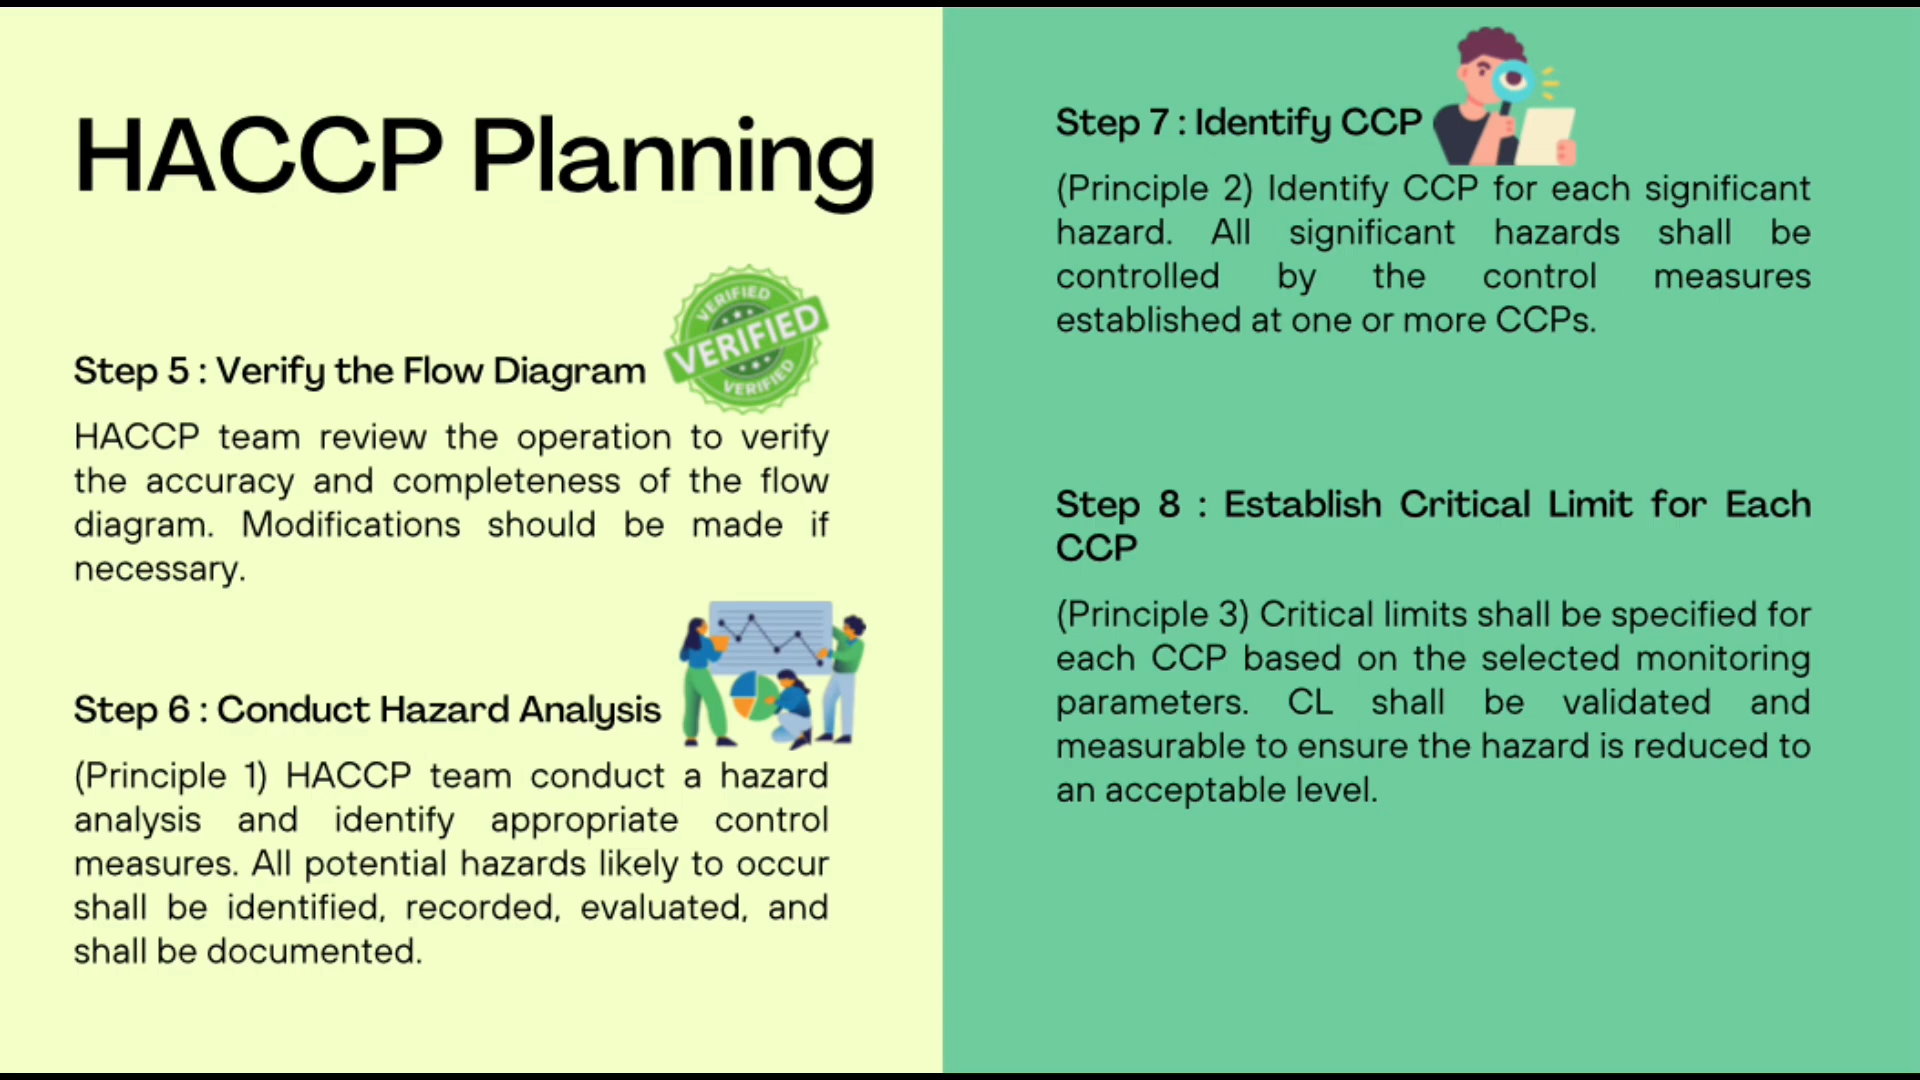 HACCP Planning
VERIFIED
VERIFIED
VERIFIED
Step 5 : Verify the Flow Diagram
HACCP team review the operation to verify
the accuracy and completeness of the flow
diagram. Modifications should be made if
necessary.
Step 6 : Conduct Hazard Analysis
(Principle 1) HACCP team conduct a hazard
analysis and identify appropriate control
measures. All potential hazards likely to occur
shall be identified, recorded, evaluated, and
shall be documented.
Step 7 : Identify CCP
(Principle 2) Identify CCP for each significant
hazard. All significant hazards shall be
controlled by the control measures
established at one or more CCPs.
Step 8 : Establish Critical Limit for Each
CCP
(Principle 3) Critical limits shall be specified for
each CCP based on the selected monitoring
parameters. CL shall be validated and
measurable to ensure the hazard is reduced to
an acceptable level.